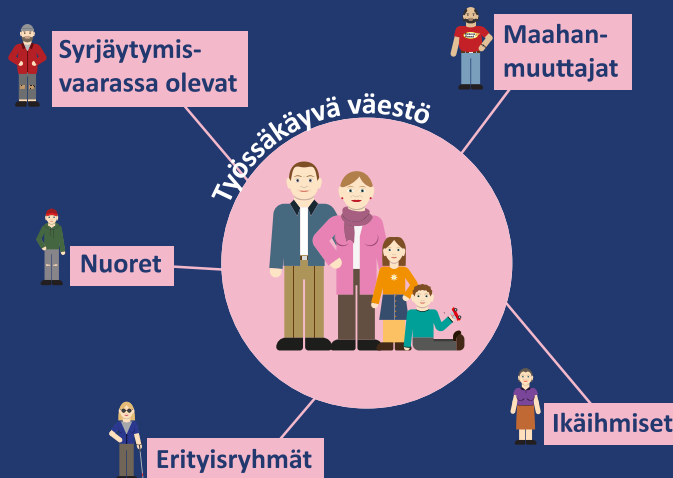 Syrjäytymis-
vaarassa olevat
Maahan-
muuttajat
Työssäkäyvä väestö
Nuoret
Ikäihmiset
Erityisryhmät